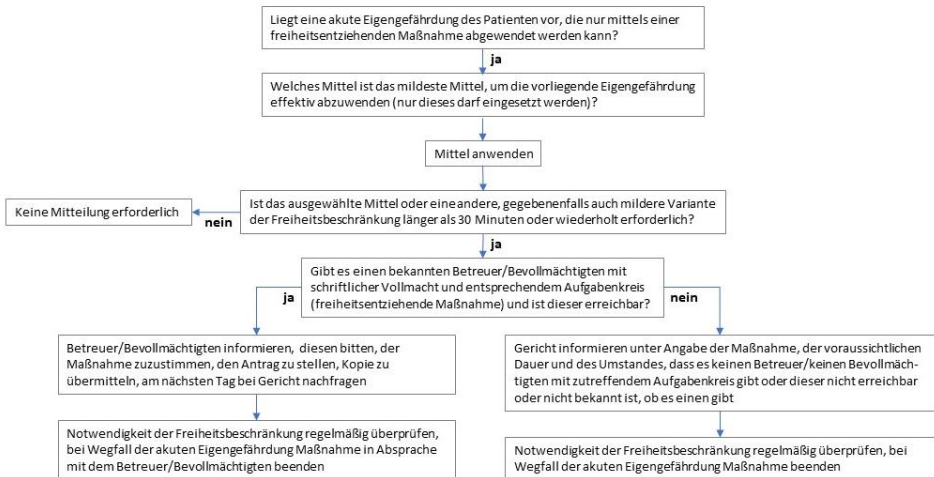 Liegt eine akute Eigengefährdung des Patienten vor, die nur mittels einer
freiheitsentziehenden Maßnahme abgewendet werden kann?
ja
Welches Mittel ist das mildeste Mittel, um die vorliegende Eigengefährdung
effektiv abzuwenden (nur dieses darf eingesetzt werden)?
Mittel anwenden
Ist das ausgewählte Mittel oder eine andere, gegebenenfalls auch mildere Variante
der Freiheitsbeschränkung länger als 30 Minuten oder wiederholt erforderlich?
nein
Keine Mitteilung erforderlich
ja
Gibt es einen bekannten Betreuer/Bevollmächtigten mit
schriftlicher Vollmacht und entsprechendem Aufgabenkreis
(freiheitsentziehende Maßnahme) und ist dieser erreichbar?
ja
nein
Betreuer/Bevollmächtigten informieren, diesen bitten, der
Maßnahme zuzustimmen, den Antrag zu stellen, Kopie zu
übermitteln, am nächsten Tag bei Gericht nachfragen
Gericht informieren unter Angabe der Maßnahme, der voraussichtlichen
Dauer und des Umstandes, dass es keinen Betreuer/keinen Bevollmäch-
tigten mit zutreffendem Aufgabenkreis gibt oder dieser nicht erreichbar
oder nicht bekannt ist, ob es einen gibt
Notwendigkeit der Freiheitsbeschränkung regelmäßig überprüfen,
bei Wegfall der akuten Eigengefährdung Maßnahme in Absprache
mit dem Betreuer/Bevollmächtigten beenden
Notwendigkeit der Freiheitsbeschränkung regelmäßig überprüfen, bei
Wegfall der akuten Eigengefährdung Maßnahme beenden